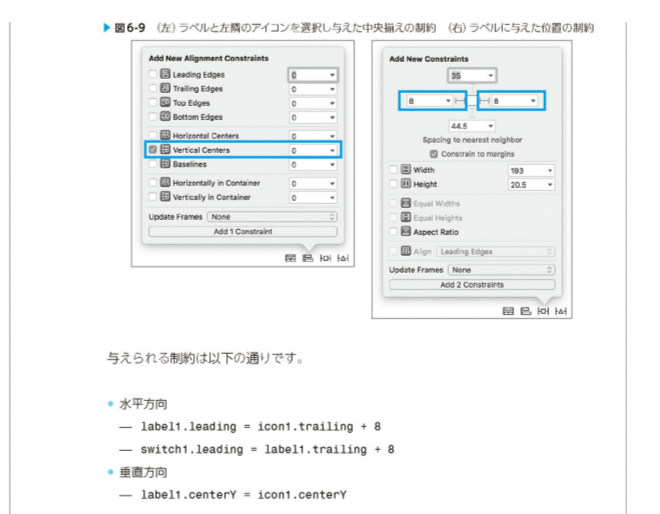 ▶ 図6-9 （左）ラベルと左隣のアイコンを選択し与えた中央揃えの制約 （右）ラベルに与えた位置の制約
Add New Alignment Constraints
Leading Edges 0
Trailing Edges 0
Top Edges 0
Bottom Edges 0
Horizontal Centers 0
Vertical Centers 0
Baselines 0
Horizontally in Container 0
Vertically in Container 0
Update Frames None
Add 1 Constraint
Add New Constraints
35
8 8
44.5
Spacing to nearest neighbor
Constrain to margins
Width 193
Height 20.5
Equal Widths
Equal Heights
Aspect Ratio
Align Leading Edges
Update Frames None
Add 2 Constraints
与えられる制約は以下の通りです。
• 水平方向
— label1.leading = icon1.trailing + 8
— switch1.leading = label1.trailing + 8
• 垂直方向
— label1.centerY = icon1.centerY